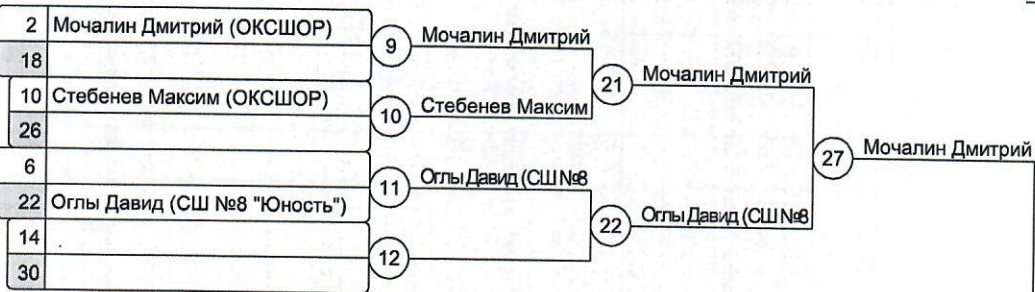 2 Мочалин Дмитрий (ОКСШОР)
18
9 Мочалин Дмитрий
10 Стебенев Максим (ОКСШОР)
26
10 Стебенев Максим
21 Мочалин Дмитрий
6
22 Оглы Давид (СШ №8 "Юность")
11 Оглы Давид (СШ №8
14
30
12
22 Оглы Давид (СШ №8
27 Мочалин Дмитрий